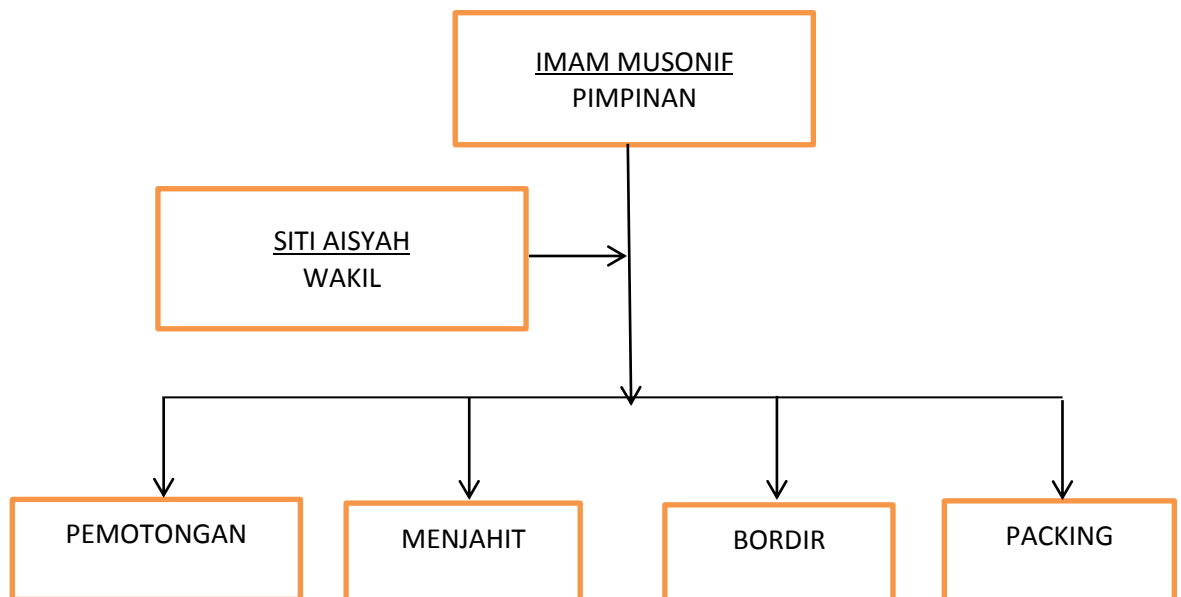 IMAM MUSONIF
PIMPINAN
SITI AISYAH
WAKIL
PEMOTONGAN
MENJAHIT
BORDIR
PACKING